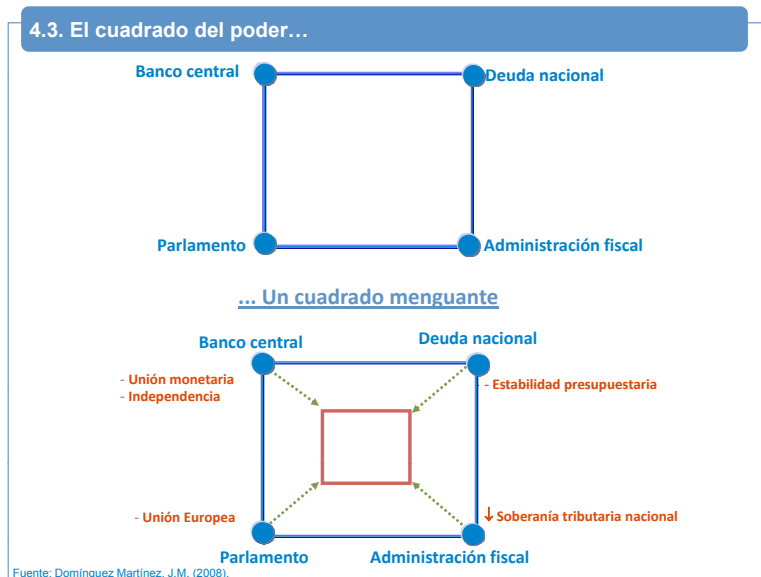 4.3. El cuadrado del poder…
Banco central
Deuda nacional
Parlamento
Administración fiscal
... Un cuadrado menguante
Banco central
Deuda nacional
- Unión monetaria
- Independencia
- Estabilidad presupuestaria
- Unión Europea
↓ Soberanía tributaria nacional
Parlamento
Administración fiscal
Fuente: Domínguez Martínez, J.M. (2008).